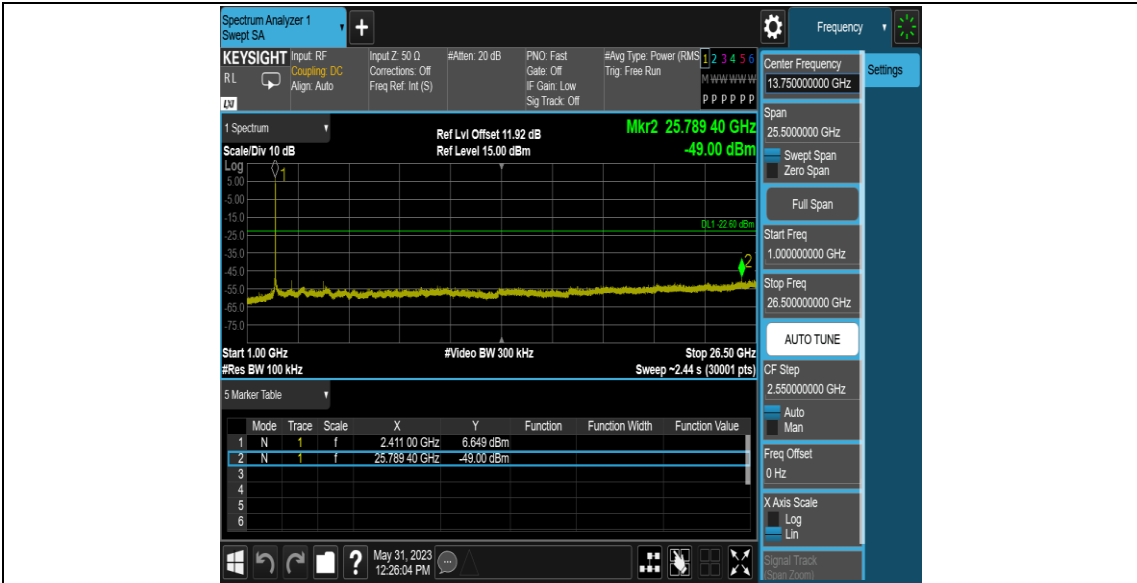 Spectrum Analyzer 1
Swept SA
+
Frequency
KEYSIGHT
RL
LXI
Input: RF
Coupling: DC
Align: Auto
Input Z: 50 Ω
Corrections: Off
Freq Ref: Int (S)
#Atten: 20 dB
PNO: Fast
Gate: Off
IF Gain: Low
Sig Track: Off
#Avg Type: Power (RMS
Trig: Free Run
1 2 3 4 5 6
M W W W W W
P P P P P P
1 Spectrum
Scale/Div 10 dB
Ref Lvl Offset 11.92 dB
Ref Level 15.00 dBm
Mkr2 25.789 40 GHz
-49.00 dBm
Log
5.00
-5.00
-15.0
-25.0
-35.0
-45.0
-55.0
-65.0
-75.0
1
DL1 -22.60 dBm
2
Start 1.00 GHz
#Video BW 300 kHz
Stop 26.50 GHz
#Res BW 100 kHz
Sweep ~2.44 s (30001 pts)
5 Marker Table
Mode Trace Scale X Y Function Function Width Function Value
1 N 1 f 2.411 00 GHz 6.649 dBm
2 N 1 f 25.789 40 GHz -49.00 dBm
3
4
5
6
?
May 31, 2023
12:26:04 PM
Center Frequency
13.750000000 GHz
Settings
Span
25.5000000 GHz
Swept Span
Zero Span
Full Span
Start Freq
1.000000000 GHz
Stop Freq
26.500000000 GHz
AUTO TUNE
CF Step
2.550000000 GHz
Auto
Man
Freq Offset
0 Hz
X Axis Scale
Log
Lin
Signal Track
(Span Zoom)